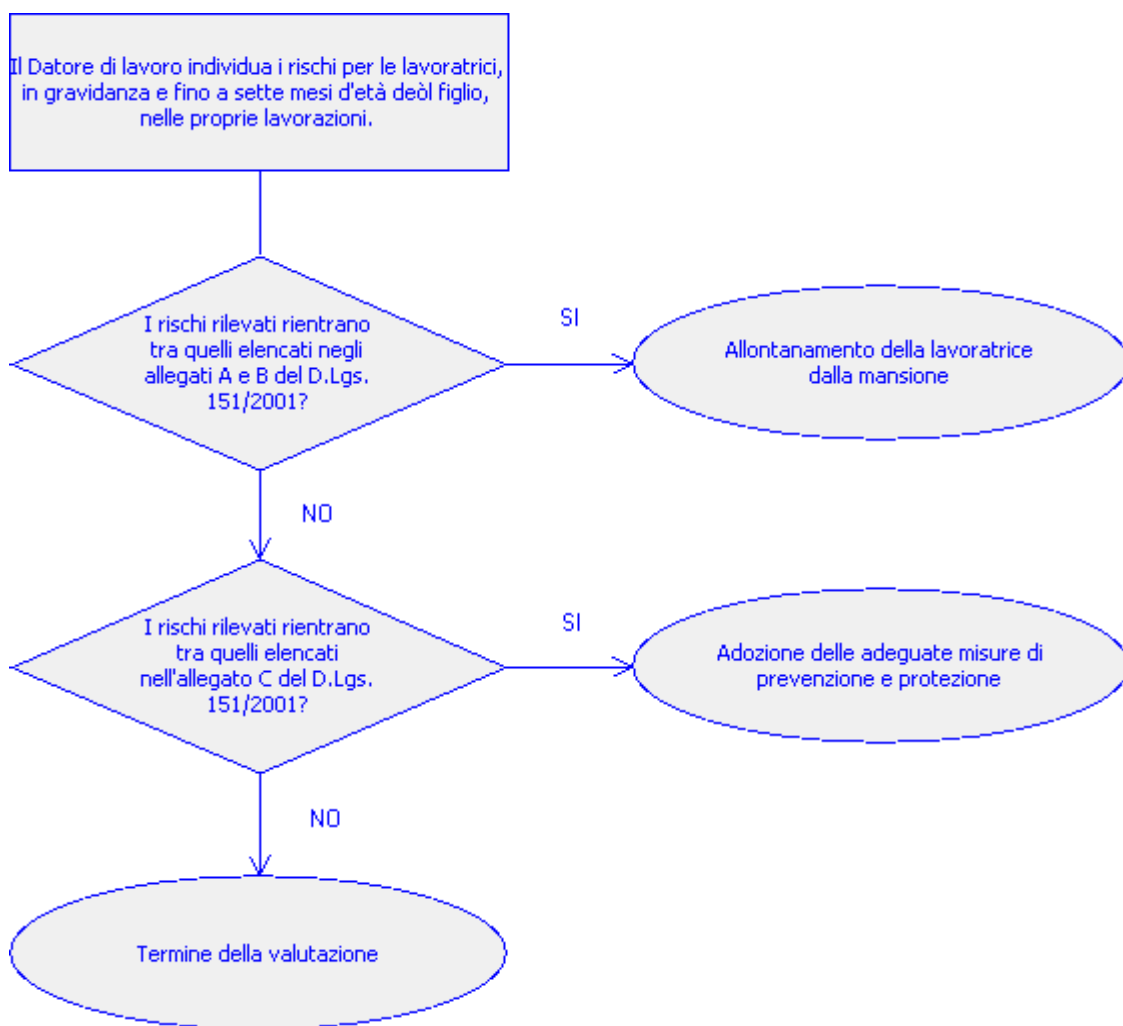 Il Datore di lavoro individua i rischi per le lavoratrici,
in gravidanza e fino a sette mesi d'età deòl figlio,
nelle proprie lavorazioni.
I rischi rilevati rientrano
tra quelli elencati negli
allegati A e B del D.Lgs.
151/2001?
SI
Allontanamento della lavoratrice
dalla mansione
NO
I rischi rilevati rientrano
tra quelli elencati
nell'allegato C del D.Lgs.
151/2001?
SI
Adozione delle adeguate misure di
prevenzione e protezione
NO
Termine della valutazione